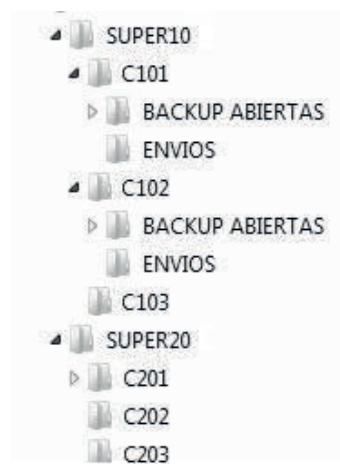 SUPER10
C101
BACKUP ABIERTAS
ENVIOS
C102
BACKUP ABIERTAS
ENVIOS
C103
SUPER20
C201
C202
C203